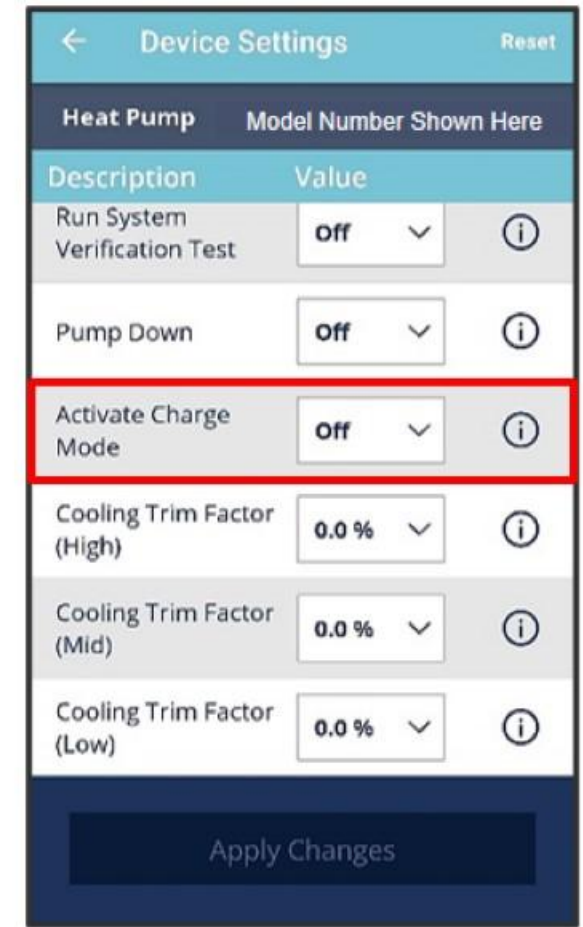 Device Settings
Reset
Heat Pump
Model Number Shown Here
Description
Value
Run System
Verification Test
Off
Pump Down
Off
Activate Charge
Mode
Off
Cooling Trim Factor
(High)
0.0 %
Cooling Trim Factor
(Mid)
0.0 %
Cooling Trim Factor
(Low)
0.0 %
Apply Changes